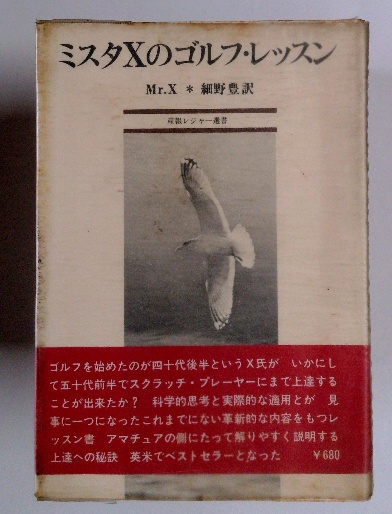 ミスタXのゴルフ・レッスン
Mr.X * 細野豊訳
産報レジャー選書
ゴルフを始めたのが四十代後半というX氏が　いかにし
て五十代前半でスクラッチ・プレーヤーにまで上達する
ことが出来たか？　科学的思考と実際的な適用とが　見
事に一つになったこれまでにない革新的な内容をもつレ
ッスン書　アマチュアの側にたって解りやすく説明する
上達への秘訣　英米でベストセラーとなった　￥680